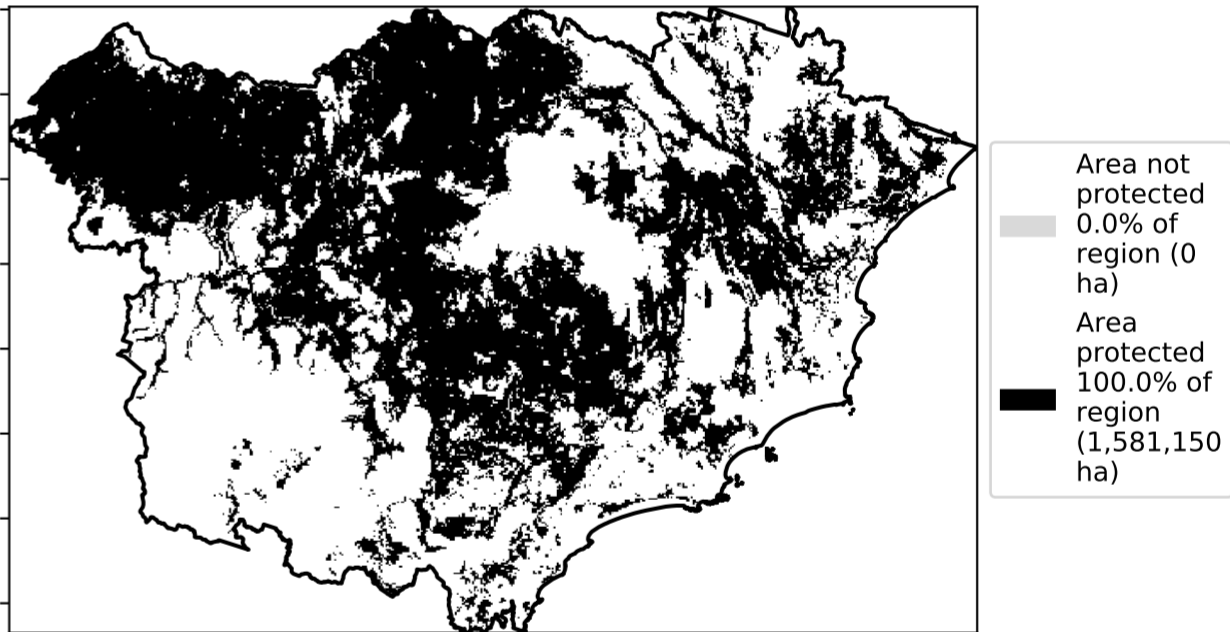 Area not
protected
0.0% of
region (0
ha)
Area
protected
100.0% of
region
(1,581,150
ha)